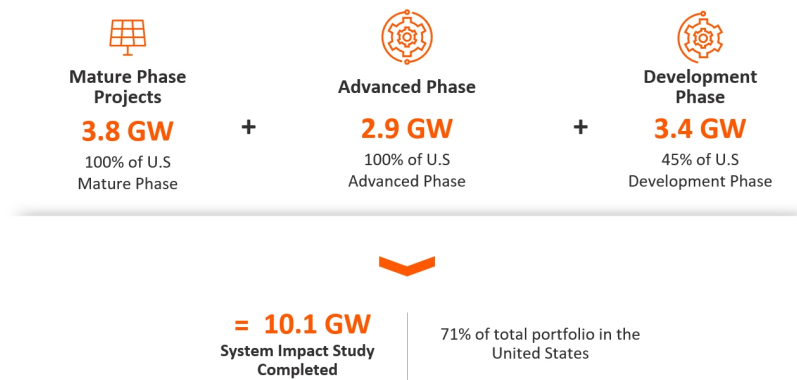 Mature Phase
Projects
3.8 GW
100% of U.S
Mature Phase
+
Advanced Phase
2.9 GW
100% of U.S
Advanced Phase
+
Development
Phase
3.4 GW
45% of U.S
Development Phase
= 10.1 GW
System Impact Study
Completed
71% of total portfolio in the
United States